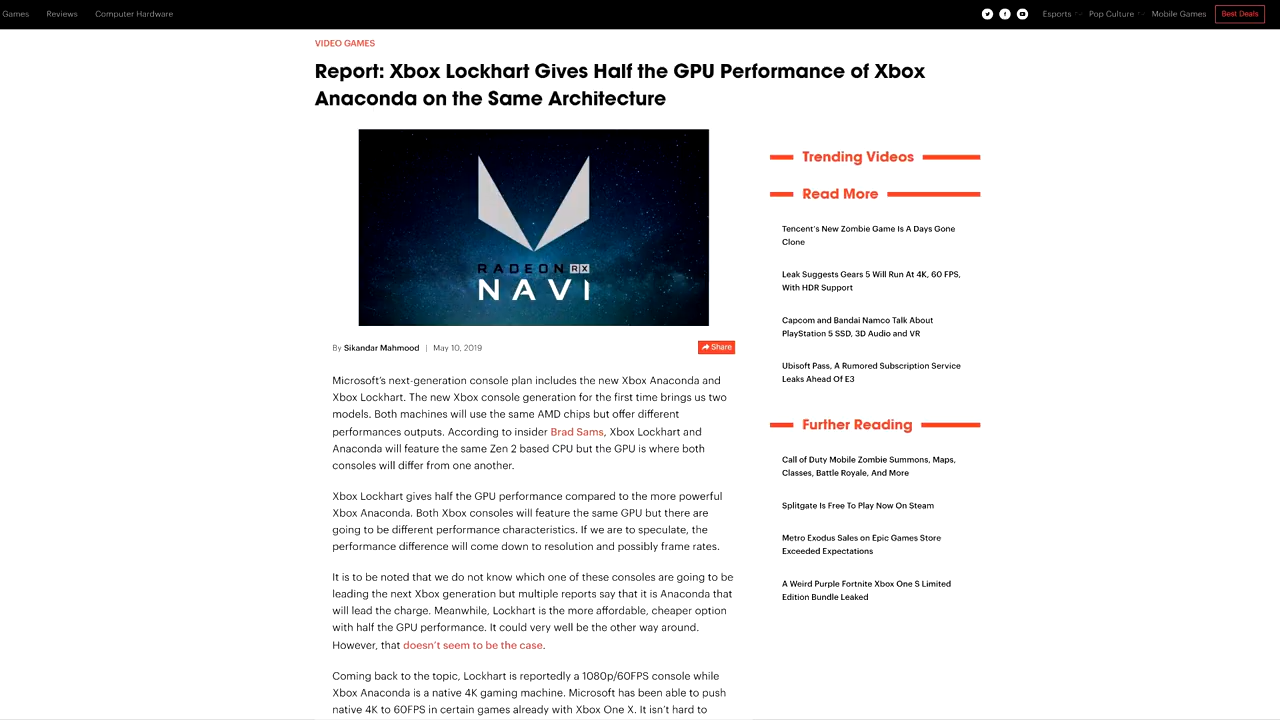 Games Reviews Computer Hardware Esports Pop Culture Mobile Games Best Deals
VIDEO GAMES
Report: Xbox Lockhart Gives Half the GPU Performance of Xbox
Anaconda on the Same Architecture
RADEON RX
NAVI
By Sikandar Mahmood | May 10, 2019
Share
Microsoft's next-generation console plan includes the new Xbox Anaconda and
Xbox Lockhart. The new Xbox console generation for the first time brings us two
models. Both machines will use the same AMD chips but offer different
performances outputs. According to insider Brad Sams, Xbox Lockhart and
Anaconda will feature the same Zen 2 based CPU but the GPU is where both
consoles will differ from one another.
Xbox Lockhart gives half the GPU performance compared to the more powerful
Xbox Anaconda. Both Xbox consoles will feature the same GPU but there are
going to be different performance characteristics. If we are to speculate, the
performance difference will come down to resolution and possibly frame rates.
It is to be noted that we do not know which one of these consoles are going to be
leading the next Xbox generation but multiple reports say that it is Anaconda that
will lead the charge. Meanwhile, Lockhart is the more affordable, cheaper option
with half the GPU performance. It could very well be the other way around.
However, that doesn't seem to be the case.
Coming back to the topic, Lockhart is reportedly a 1080p/60FPS console while
Xbox Anaconda is a native 4K gaming machine. Microsoft has been able to push
native 4K to 60FPS in certain games already with Xbox One X. It isn't hard to
Trending Videos
Read More
Tencent's New Zombie Game Is A Days Gone
Clone
Leak Suggests Gears 5 Will Run At 4K, 60 FPS,
With HDR Support
Capcom and Bandai Namco Talk About
PlayStation 5 SSD, 3D Audio and VR
Ubisoft Pass, A Rumored Subscription Service
Leaks Ahead Of E3
Further Reading
Call of Duty Mobile Zombie Summons, Maps,
Classes, Battle Royale, And More
Splitgate Is Free To Play Now On Steam
Metro Exodus Sales on Epic Games Store
Exceeded Expectations
A Weird Purple Fortnite Xbox One S Limited
Edition Bundle Leaked